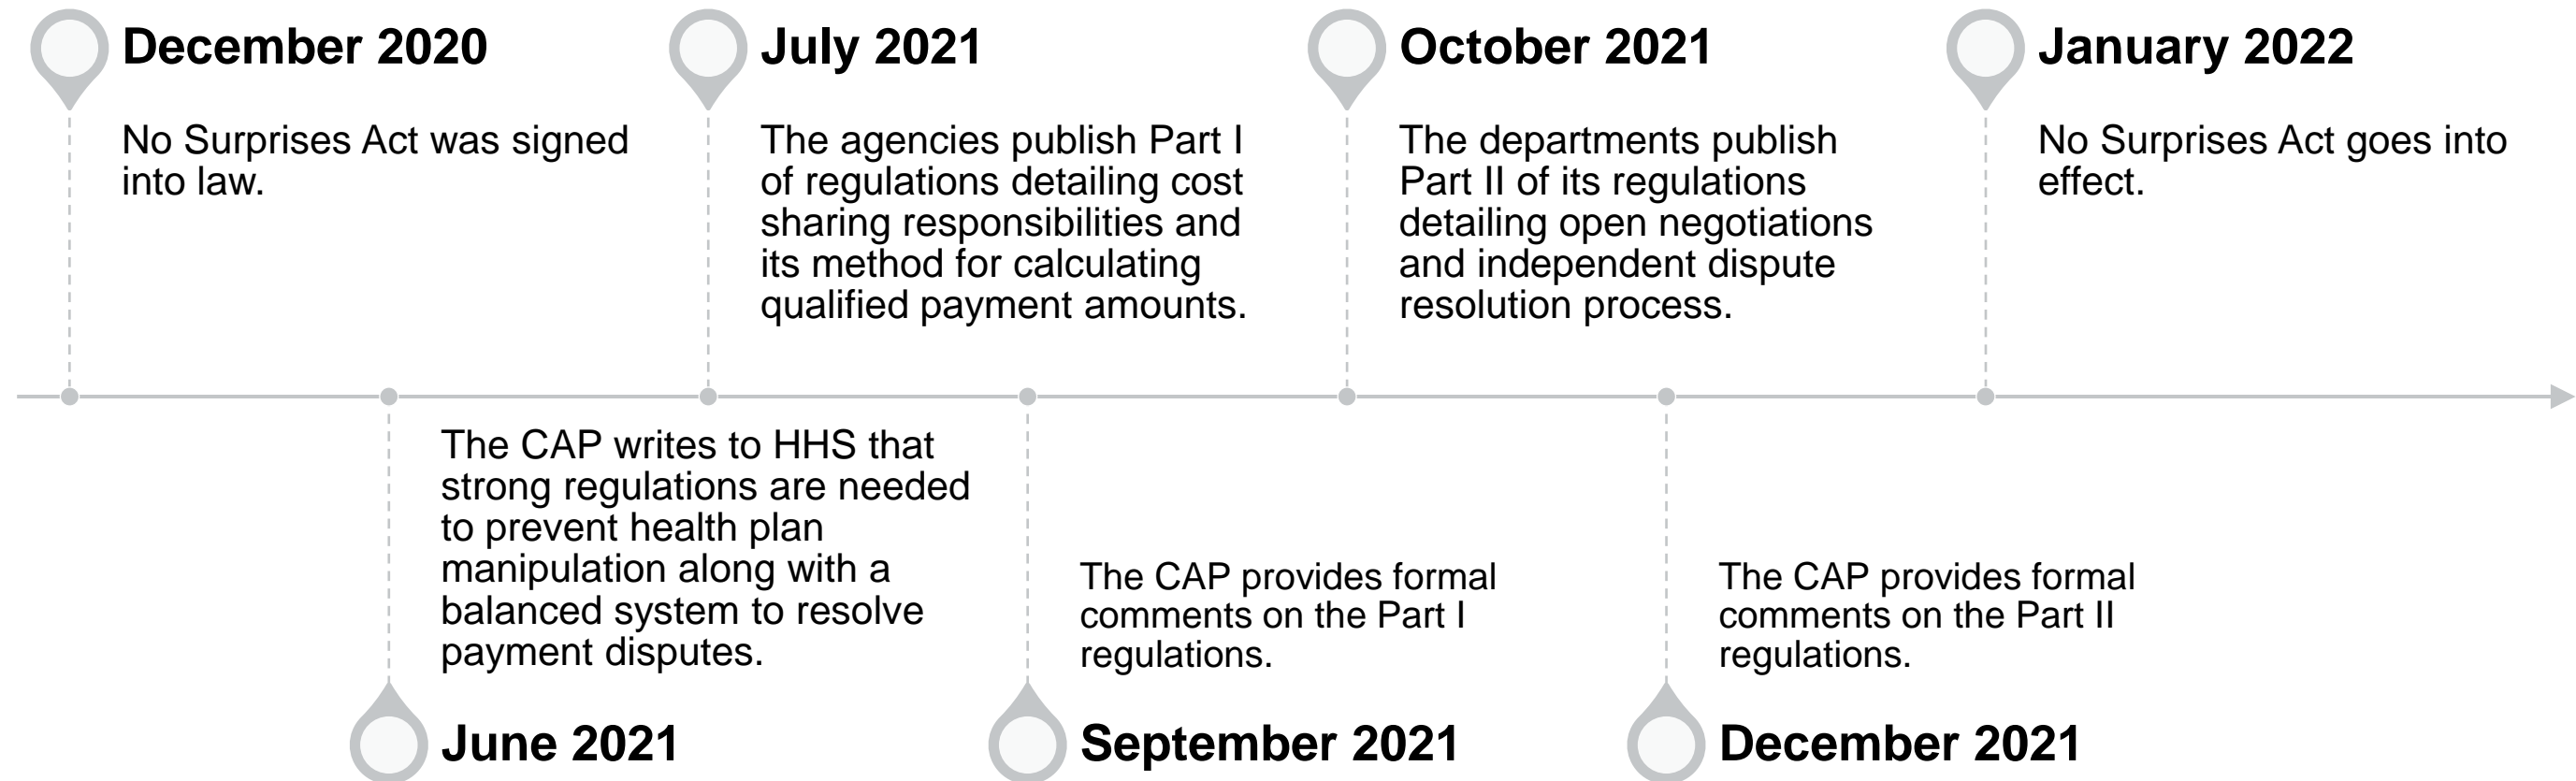 December 2020
No Surprises Act was signed
into law.
June 2021
The CAP writes to HHS that
strong regulations are needed
to prevent health plan
manipulation along with a
balanced system to resolve
payment disputes.
July 2021
The agencies publish Part I
of regulations detailing cost
sharing responsibilities and
its method for calculating
qualified payment amounts.
September 2021
The CAP provides formal
comments on the Part I
regulations.
October 2021
The departments publish
Part II of its regulations
detailing open negotiations
and independent dispute
resolution process.
December 2021
The CAP provides formal
comments on the Part II
regulations.
January 2022
No Surprises Act goes into
effect.